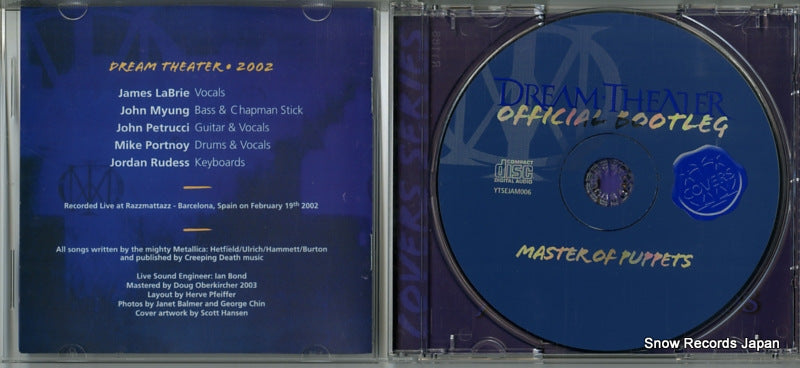 DREAM THEATER • 2002
James LaBrie Vocals
John Myung Bass & Chapman Stick
John Petrucci Guitar & Vocals
Mike Portnoy Drums & Vocals
Jordan Rudess Keyboards
Recorded Live at Razzmattazz - Barcelona, Spain on February 19th 2002
All songs written by the mighty Metallica: Hetfield/Ulrich/Hammett/Burton
and published by Creeping Death music
Live Sound Engineer: Ian Bond
Mastered by Doug Oberkircher 2003
Layout by Herve Pfeiffer
Photos by Janet Balmer and George Chin
Cover artwork by Scott Hansen
COVERS SERIES
DREAM THEATER
OFFICIAL BOOTLEG
COMPACT
disc
DIGITAL AUDIO
YTSEJAM006
COVERS
MASTER OF PUPPETS
Snow Records Japan